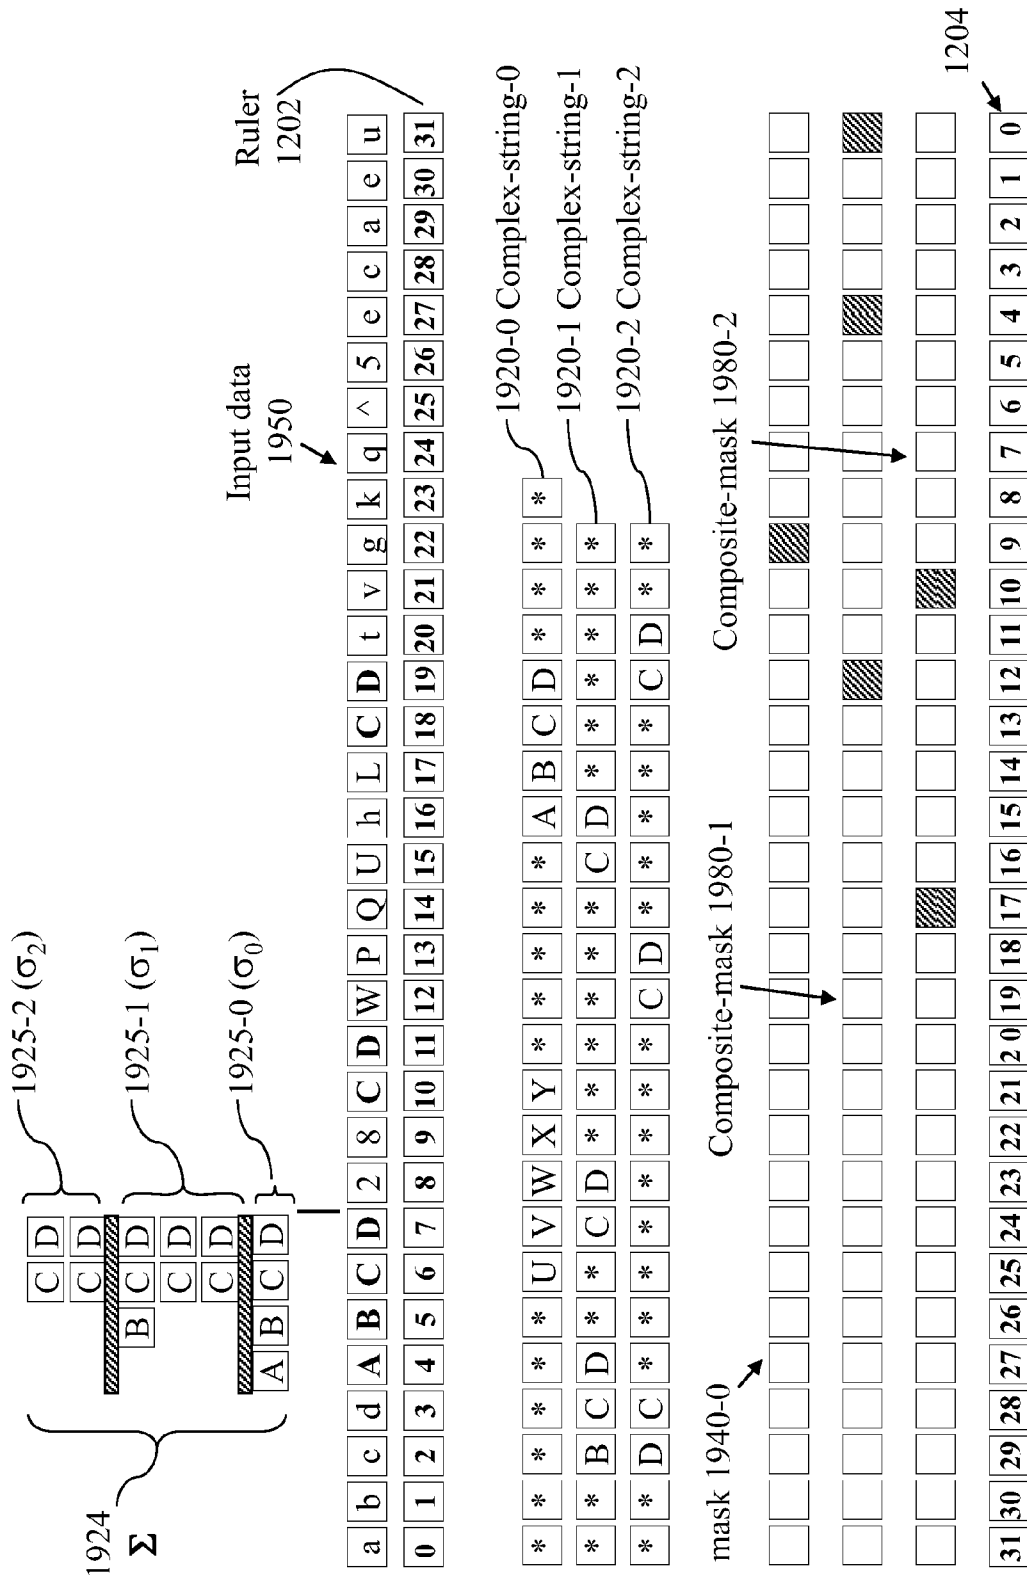 1925-2 (σ2)
C D
C D
1925-1 (σ1)
B C D
C D
C D
1925-0 (σ0)
A B C D
1924
Σ
Input data
1950
Ruler
1202
a b c d A B C D 2 8 C D W P Q U h L C D t v g k q ^ 5 e c a e u
0 1 2 3 4 5 6 7 8 9 10 11 12 13 14 15 16 17 18 19 20 21 22 23 24 25 26 27 28 29 30 31
* * * * * * U V W X Y * * * * * A B C D * * * *
1920-0 Complex-string-0
* * B C D * * C D * * * * * * C D * * * * * *
1920-1 Complex-string-1
* * D C * * * * * * * * C D * * * * * C D * *
1920-2 Complex-string-2
mask 1940-0
Composite-mask 1980-1
Composite-mask 1980-2
1204
31 30 29 28 27 26 25 24 23 22 21 2 0 19 18 17 16 15 14 13 12 11 10 9 8 7 6 5 4 3 2 1 0